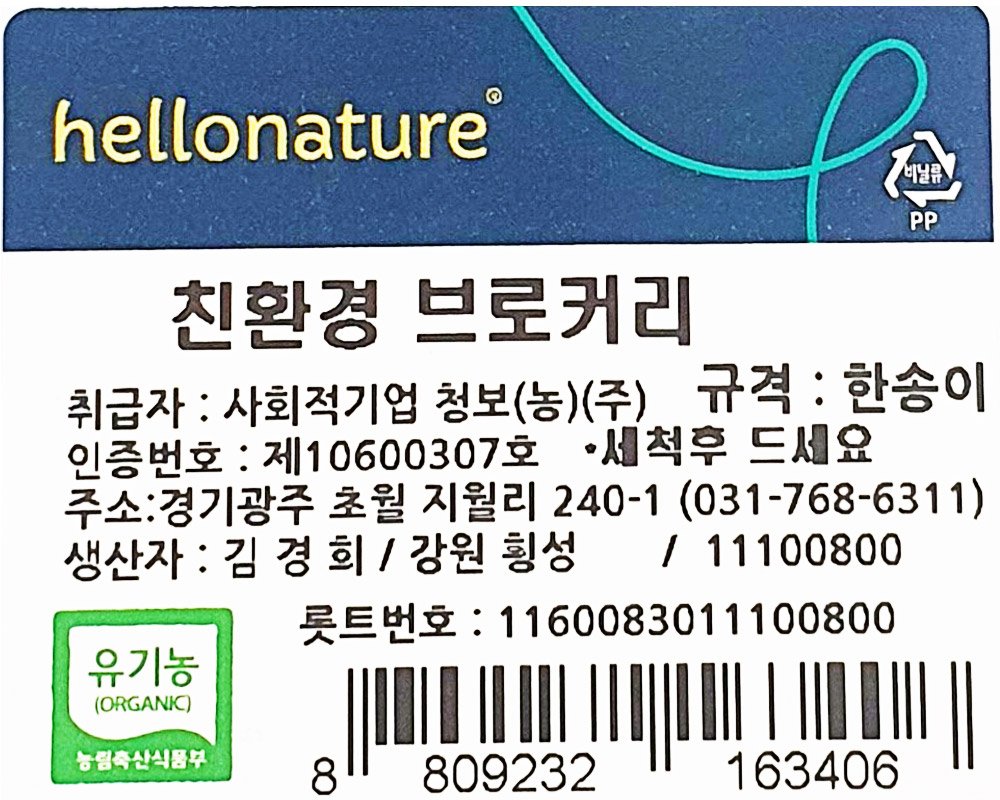 hellonature®
비닐류
PP
친환경 브로커리
취급자 : 사회적기업 청보(농)(주) 규격 : 한송이
인증번호 : 제10600307호 ·세척후 드세요
주소:경기광주 초월 지월리 240-1 (031-768-6311)
생산자 : 김 경 희 / 강원 횡성 / 11100800
롯트번호 : 1160083011100800
유기농
(ORGANIC)
농림축산식품부
8 809232 163406